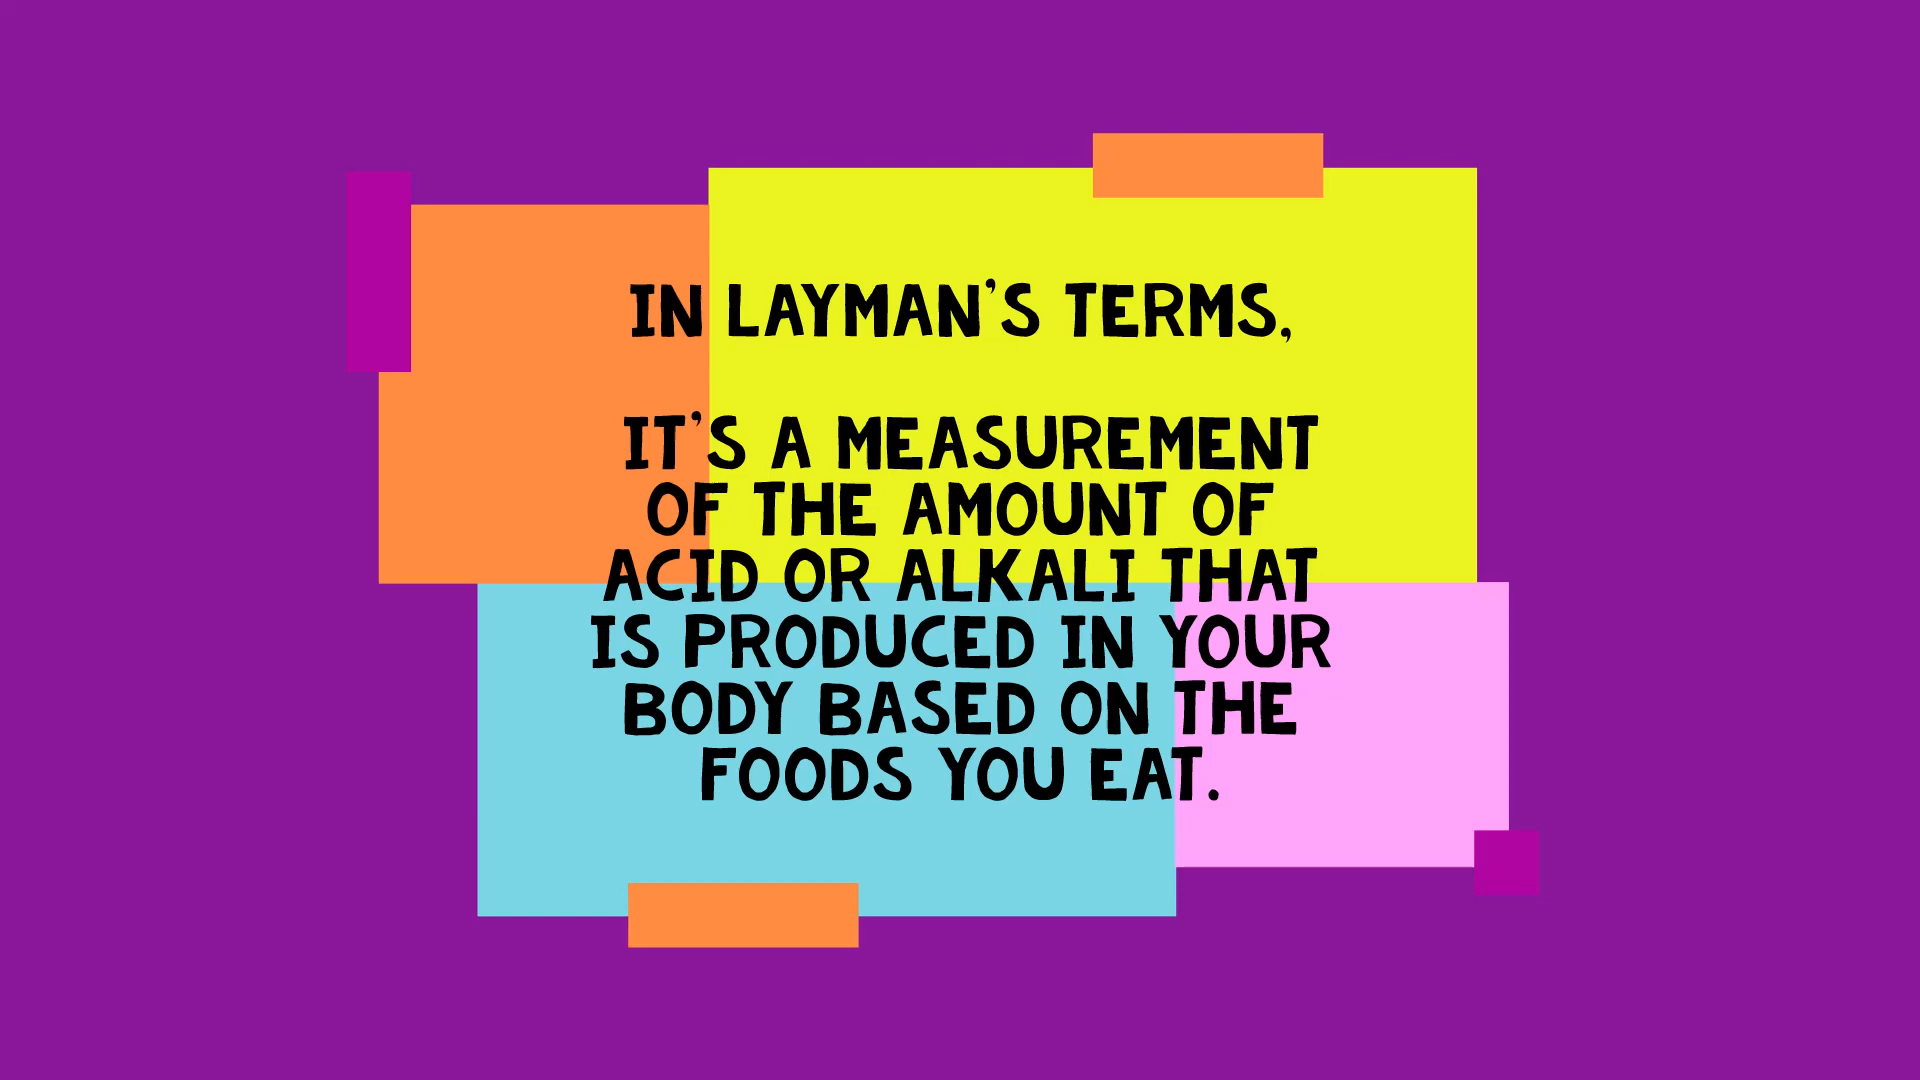 IN LAYMAN'S TERMS,
IT'S A MEASUREMENT
OF THE AMOUNT OF
ACID OR ALKALI THAT
IS PRODUCED IN YOUR
BODY BASED ON THE
FOODS YOU EAT.